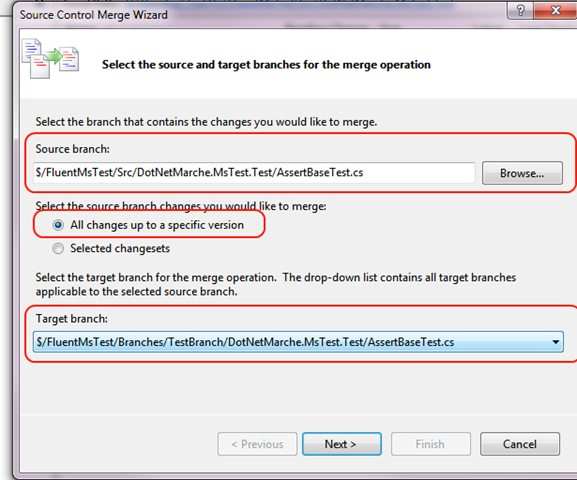 Source Control Merge Wizard
Select the source and target branches for the merge operation
Select the branch that contains the changes you would like to merge.
Source branch:
$/FluentMsTest/Src/DotNetMarche.MsTest.Test/AssertBaseTest.cs
Browse...
Select the source branch changes you would like to merge:
All changes up to a specific version
Selected changesets
Select the target branch for the merge operation.  The drop-down list contains all target branches
applicable to the selected source branch.
Target branch:
$/FluentMsTest/Branches/TestBranch/DotNetMarche.MsTest.Test/AssertBaseTest.cs
< Previous
Next >
Finish
Cancel